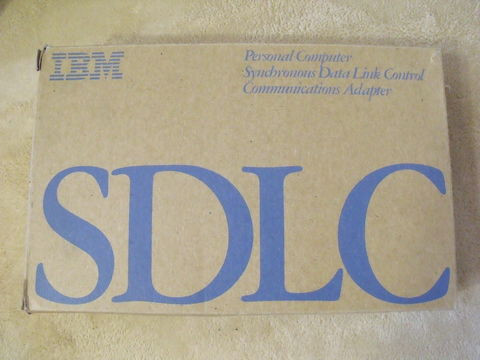 IBM
Personal Computer
Synchronous Data Link Control
Communications Adapter
SDLC